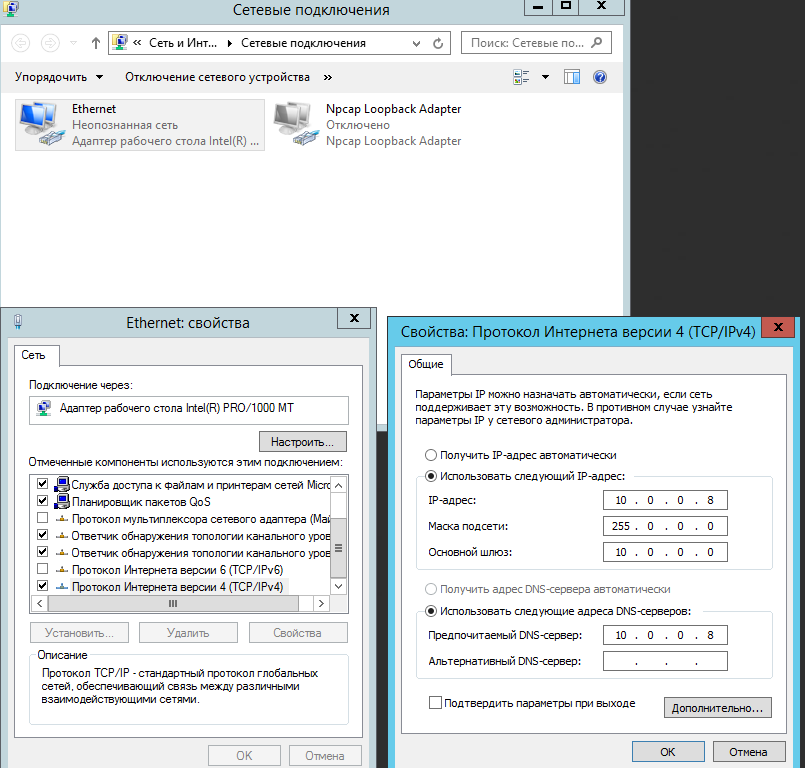 Сетевые подключения
« Сеть и Инт... Сетевые подключения
Поиск: Сетевые по...
Упорядочить Отключение сетевого устройства »
Ethernet
Неопознанная сеть
Адаптер рабочего стола Intel(R) ...
Npcap Loopback Adapter
Отключено
Npcap Loopback Adapter
Ethernet: свойства
Сеть
Подключение через:
Адаптер рабочего стола Intel(R) PRO/1000 MT
Настроить...
Отмеченные компоненты используются этим подключением:
Служба доступа к файлам и принтерам сетей Micro
Планировщик пакетов QoS
Протокол мультиплексора сетевого адаптера (Май
Ответчик обнаружения топологии канального уров
Ответчик обнаружения топологии канального уров
Протокол Интернета версии 6 (TCP/IPv6)
Протокол Интернета версии 4 (TCP/IPv4)
Установить... Удалить Свойства
Описание
Протокол TCP/IP - стандартный протокол глобальных
сетей, обеспечивающий связь между различными
взаимодействующими сетями.
OK Отмена
Свойства: Протокол Интернета версии 4 (TCP/IPv4)
Общие
Параметры IP можно назначать автоматически, если сеть
поддерживает эту возможность. В противном случае узнайте
параметры IP у сетевого администратора.
Получить IP-адрес автоматически
Использовать следующий IP-адрес:
IP-адрес: 10 . 0 . 0 . 8
Маска подсети: 255 . 0 . 0 . 0
Основной шлюз: 10 . 0 . 0 . 0
Получить адрес DNS-сервера автоматически
Использовать следующие адреса DNS-серверов:
Предпочитаемый DNS-сервер: 10 . 0 . 0 . 8
Альтернативный DNS-сервер: . . .
Подтвердить параметры при выходе
Дополнительно...
OK Отмена